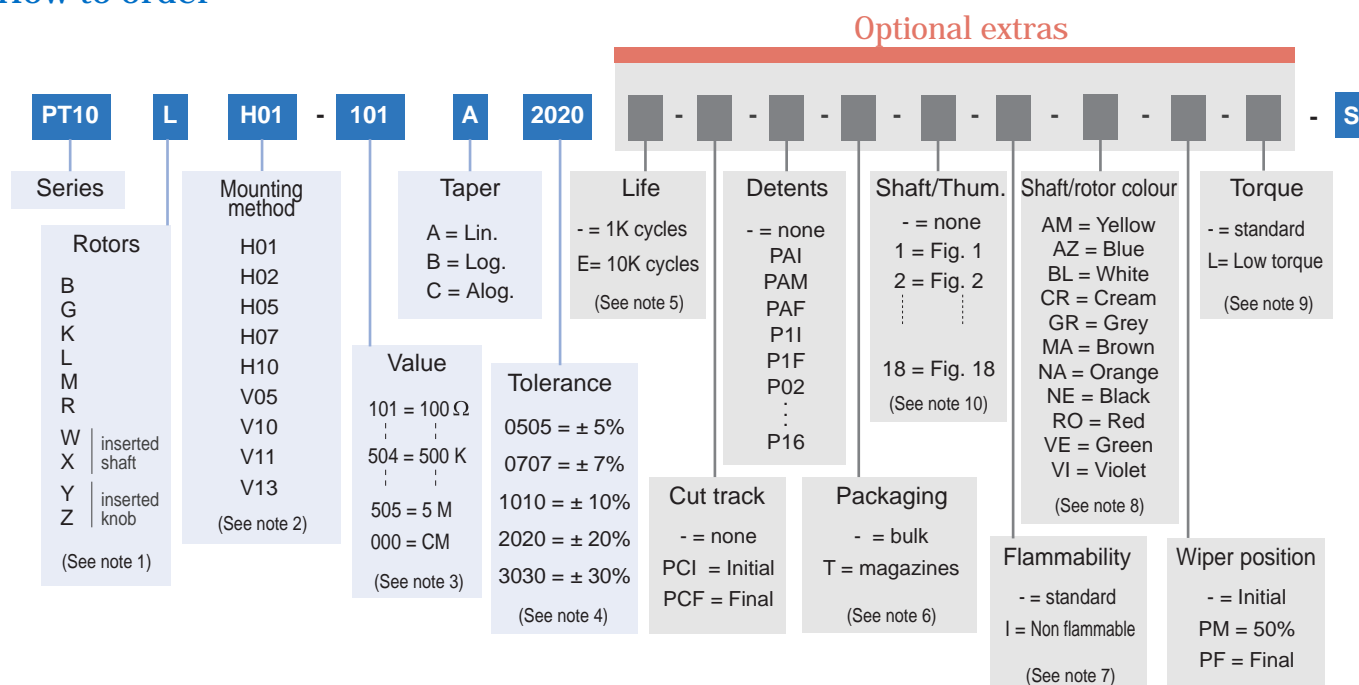 How to order
Optional extras
PT10 L H01 - 101 A 2020 - - - - - - - - - S
Series
Rotors
B
G
K
L
M
R
W
X
inserted
shaft
Y
Z
inserted
knob
(See note 1)
Mounting
method
H01
H02
H05
H07
H10
V05
V10
V11
V13
(See note 2)
Value
101 = 100 Ω
504 = 500 K
505 = 5 M
000 = CM
(See note 3)
Taper
A = Lin.
B = Log.
C = Alog.
Tolerance
0505 = ± 5%
0707 = ± 7%
1010 = ± 10%
2020 = ± 20%
3030 = ± 30%
(See note 4)
Life
- = 1K cycles
E= 10K cycles
(See note 5)
Cut track
- = none
PCI = Initial
PCF = Final
Detents
- = none
PAI
PAM
PAF
P1I
P1F
P02
P16
Packaging
- = bulk
T = magazines
(See note 6)
Shaft/Thum.
- = none
1 = Fig. 1
2 = Fig. 2
18 = Fig. 18
(See note 10)
Flammability
- = standard
I = Non flammable
(See note 7)
Shaft/rotor colour
AM = Yellow
AZ = Blue
BL = White
CR = Cream
GR = Grey
MA = Brown
NA = Orange
NE = Black
RO = Red
VE = Green
VI = Violet
(See note 8)
Wiper position
- = Initial
PM = 50%
PF = Final
Torque
- = standard
L= Low torque
(See note 9)